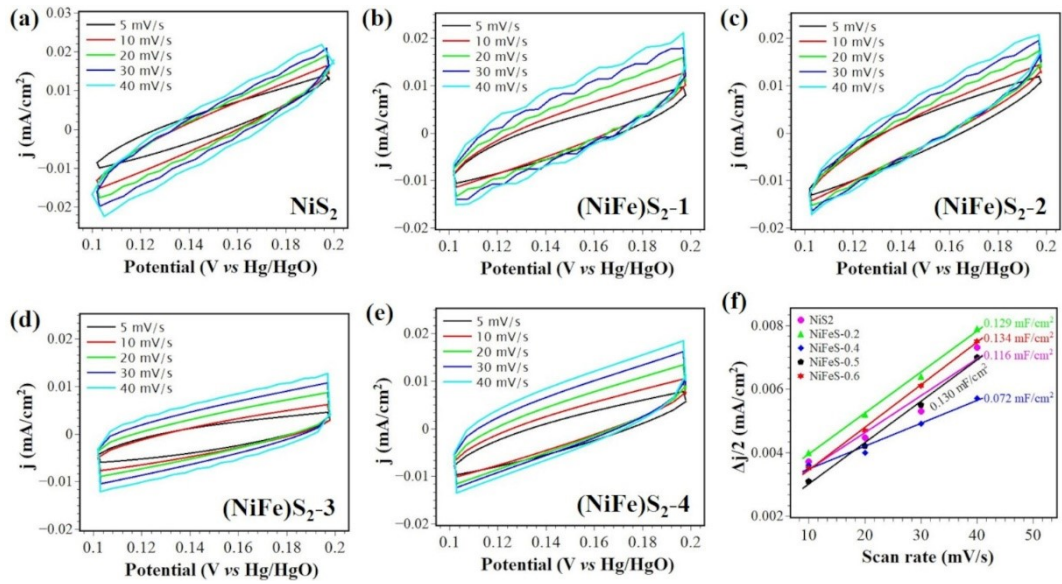 (a)
5 mV/s
10 mV/s
20 mV/s
30 mV/s
40 mV/s
j (mA/cm²)
0.03
0.02
0.01
0
−0.01
−0.02
0.1
0.12
0.14
0.16
0.18
0.2
NiS₂
Potential (V vs Hg/HgO)
(b)
5 mV/s
10 mV/s
20 mV/s
30 mV/s
40 mV/s
j (mA/cm²)
0.02
0.01
0
−0.01
−0.02
0.1
0.12
0.14
0.16
0.18
0.2
(NiFe)S₂-1
Potential (V vs Hg/HgO)
(c)
5 mV/s
10 mV/s
20 mV/s
30 mV/s
40 mV/s
j (mA/cm²)
0.02
0.01
0
−0.01
−0.02
0.1
0.12
0.14
0.16
0.18
0.2
(NiFe)S₂-2
Potential (V vs Hg/HgO)
(d)
5 mV/s
10 mV/s
20 mV/s
30 mV/s
40 mV/s
j (mA/cm²)
0.02
0.01
0
−0.01
−0.02
0.1
0.12
0.14
0.16
0.18
0.2
(NiFe)S₂-3
Potential (V vs Hg/HgO)
(e)
5 mV/s
10 mV/s
20 mV/s
30 mV/s
40 mV/s
j (mA/cm²)
0.02
0.01
0
−0.01
−0.02
0.1
0.12
0.14
0.16
0.18
0.2
(NiFe)S₂-4
Potential (V vs Hg/HgO)
(f)
NiS2
NiFeS-0.2
NiFeS-0.4
NiFeS-0.5
NiFeS-0.6
0.129 mF/cm²
0.134 mF/cm²
0.116 mF/cm²
0.130 mF/cm²
0.072 mF/cm²
Δj/2 (mA/cm²)
0.008
0.006
0.004
0.002
10
20
30
40
50
Scan rate (mV/s)